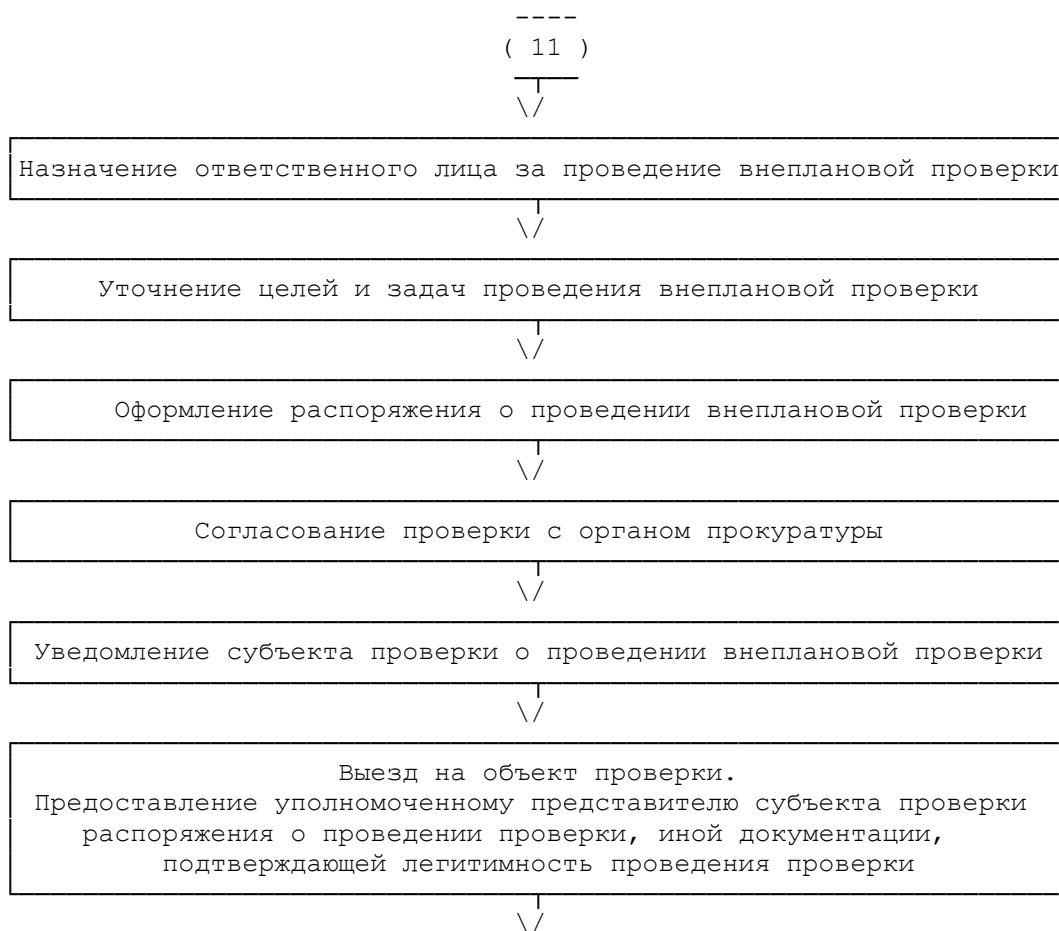 ( 11 )
Назначение ответственного лица за проведение внеплановой проверки
Уточнение целей и задач проведения внеплановой проверки
Оформление распоряжения о проведении внеплановой проверки
Согласование проверки с органом прокуратуры
Уведомление субъекта проверки о проведении внеплановой проверки
Выезд на объект проверки.
Предоставление уполномоченному представителю субъекта проверки
распоряжения о проведении проверки, иной документации,
подтверждающей легитимность проведения проверки